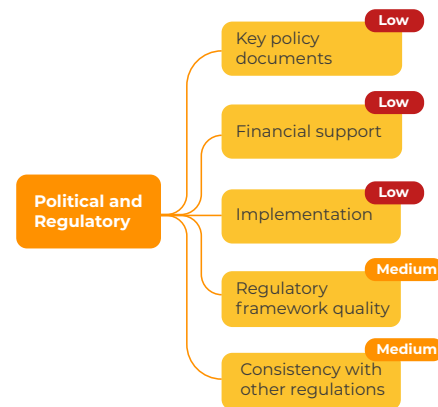 Low
Key policy
documents
Low
Financial support
Political and
Regulatory
Low
Implementation
Medium
Regulatory
framework quality
Medium
Consistency with
other regulations